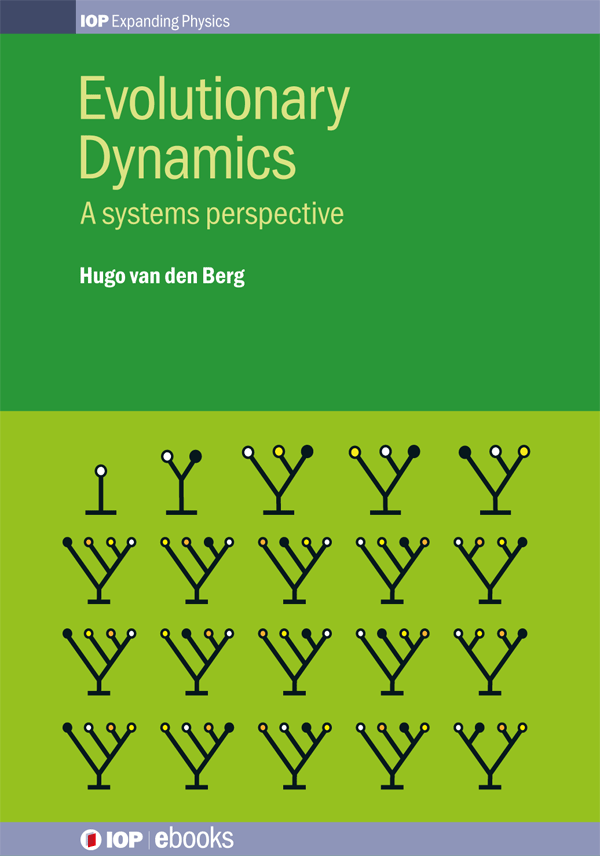 IOP Expanding Physics
Evolutionary
Dynamics
A systems perspective
Hugo van den Berg
IOP | ebooks